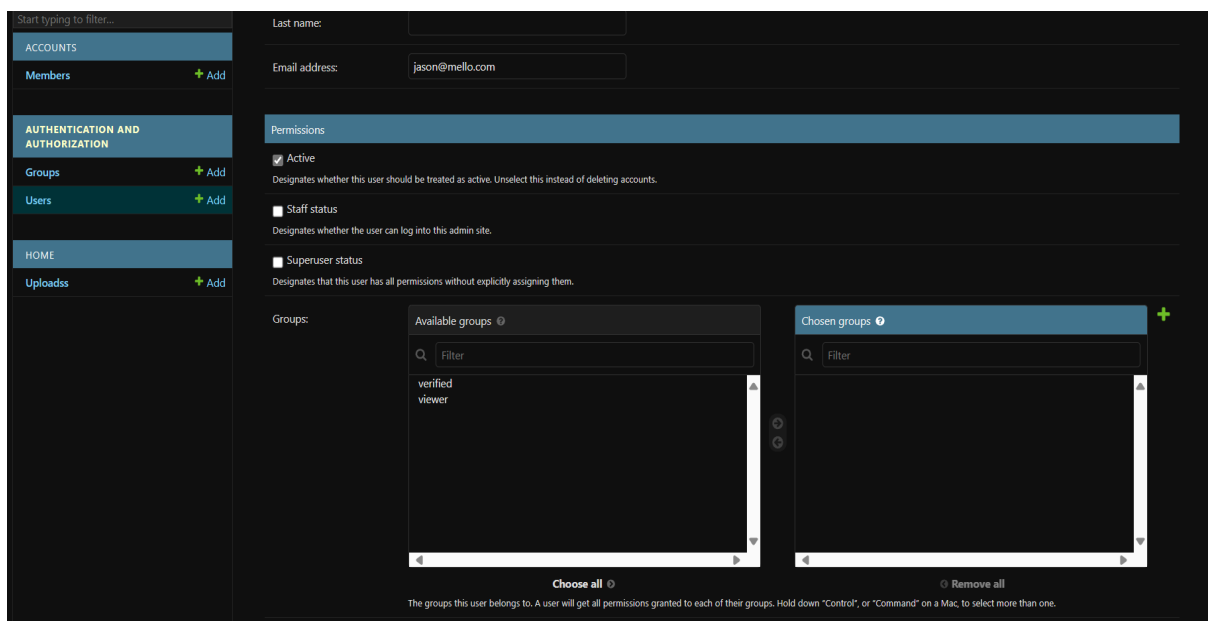 Start typing to filter...
ACCOUNTS
Members
Add
AUTHENTICATION AND
AUTHORIZATION
Groups
Add
Users
Add
HOME
Uploadss
Add
Last name:
Email address:
jason@mello.com
Permissions
Active
Designates whether this user should be treated as active. Unselect this instead of deleting accounts.
Staff status
Designates whether the user can log into this admin site.
Superuser status
Designates that this user has all permissions without explicitly assigning them.
Groups:
Available groups
Filter
verified
viewer
Choose all
Chosen groups
Filter
Remove all
The groups this user belongs to. A user will get all permissions granted to each of their groups. Hold down "Control", or "Command" on a Mac, to select more than one.